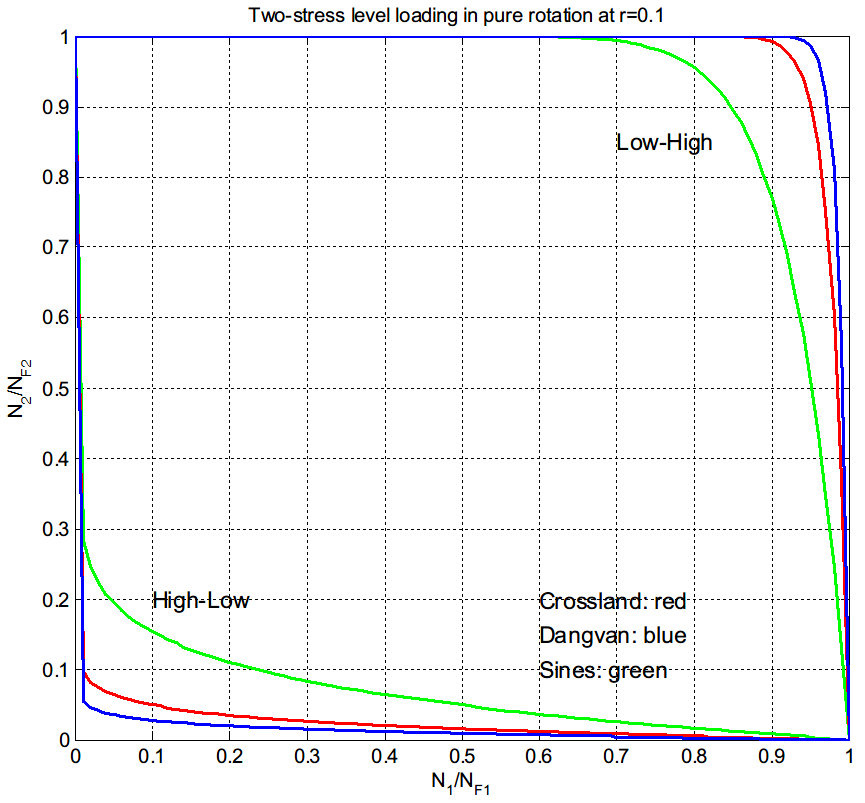 Two-stress level loading in pure rotation at r=0.1
1
0.9
Low-High
0.8
0.7
0.6
N2/NF2
0.5
0.4
0.3
0.2
High-Low
Crossland: red
Dangvan: blue
0.1
Sines: green
0
0 0.1 0.2 0.3 0.4 0.5 0.6 0.7 0.8 0.9 1
N1/NF1